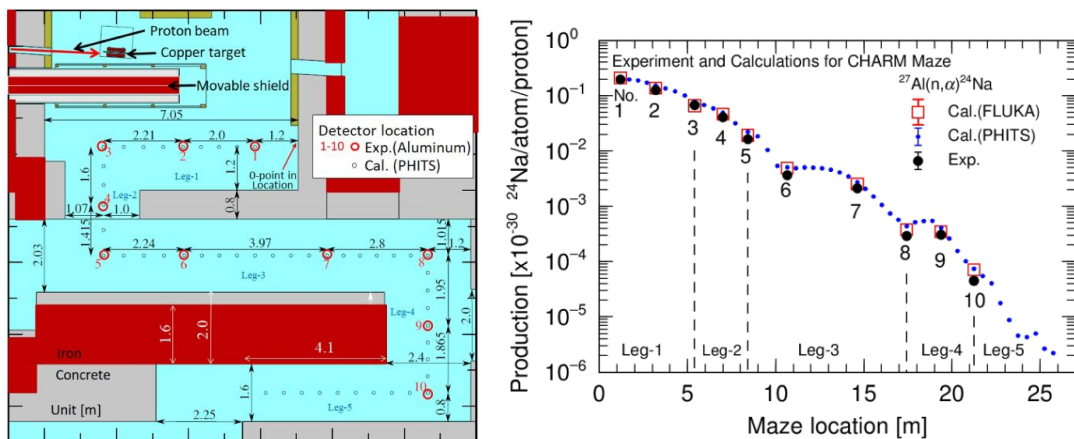 Proton beam
Copper target
Movable shield
7.05
2.21
2.0
1.2
Detector location
1-10 Exp.(Aluminum)
Cal. (PHITS)
3
2
1
1.6
Leg-1
1.2
0-point in
Location
Leg-2
4
1.07
1.0
0.8
1.415
2.24
3.97
2.8
1.015
1.2
5
6
7
8
2.03
Leg-3
1.95
Leg-4
1.6
2.0
9
2.0
4.1
1.865
2.4
Iron
Concrete
1.6
10
0.8
Unit [m]
2.25
Leg-5
Production [x10⁻³⁰ ²⁴Na/atom/proton]
10⁰
10⁻¹
10⁻²
10⁻³
10⁻⁴
10⁻⁵
10⁻⁶
Experiment and Calculations for CHARM Maze
²⁷Al(n,α)²⁴Na
Cal.(FLUKA)
Cal.(PHITS)
Exp.
No.
1
2
3
4
5
6
7
8
9
10
Leg-1
Leg-2
Leg-3
Leg-4
Leg-5
0
5
10
15
20
25
Maze location [m]